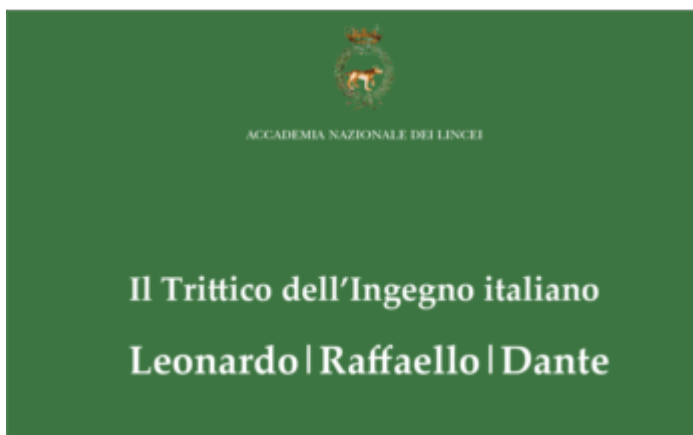 ACCADEMIA NAZIONALE DEI LINCEI
Il Trittico dell’Ingegno italiano
Leonardo|Raffaello|Dante